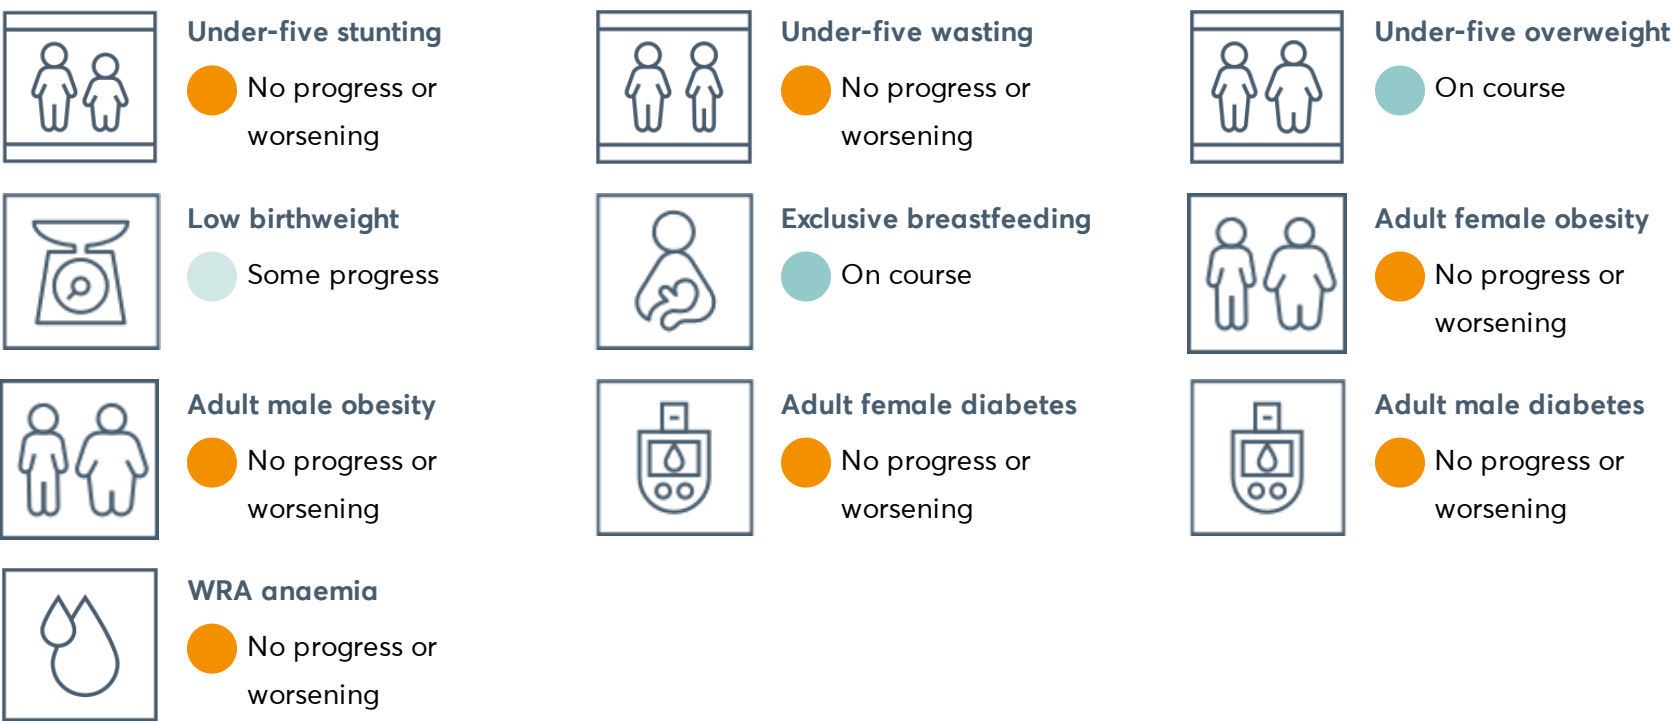 Under-five stunting
No progress or
worsening
Under-five wasting
No progress or
worsening
Under-five overweight
On course
Low birthweight
Some progress
Exclusive breastfeeding
On course
Adult female obesity
No progress or
worsening
Adult male obesity
No progress or
worsening
Adult female diabetes
No progress or
worsening
Adult male diabetes
No progress or
worsening
WRA anaemia
No progress or
worsening